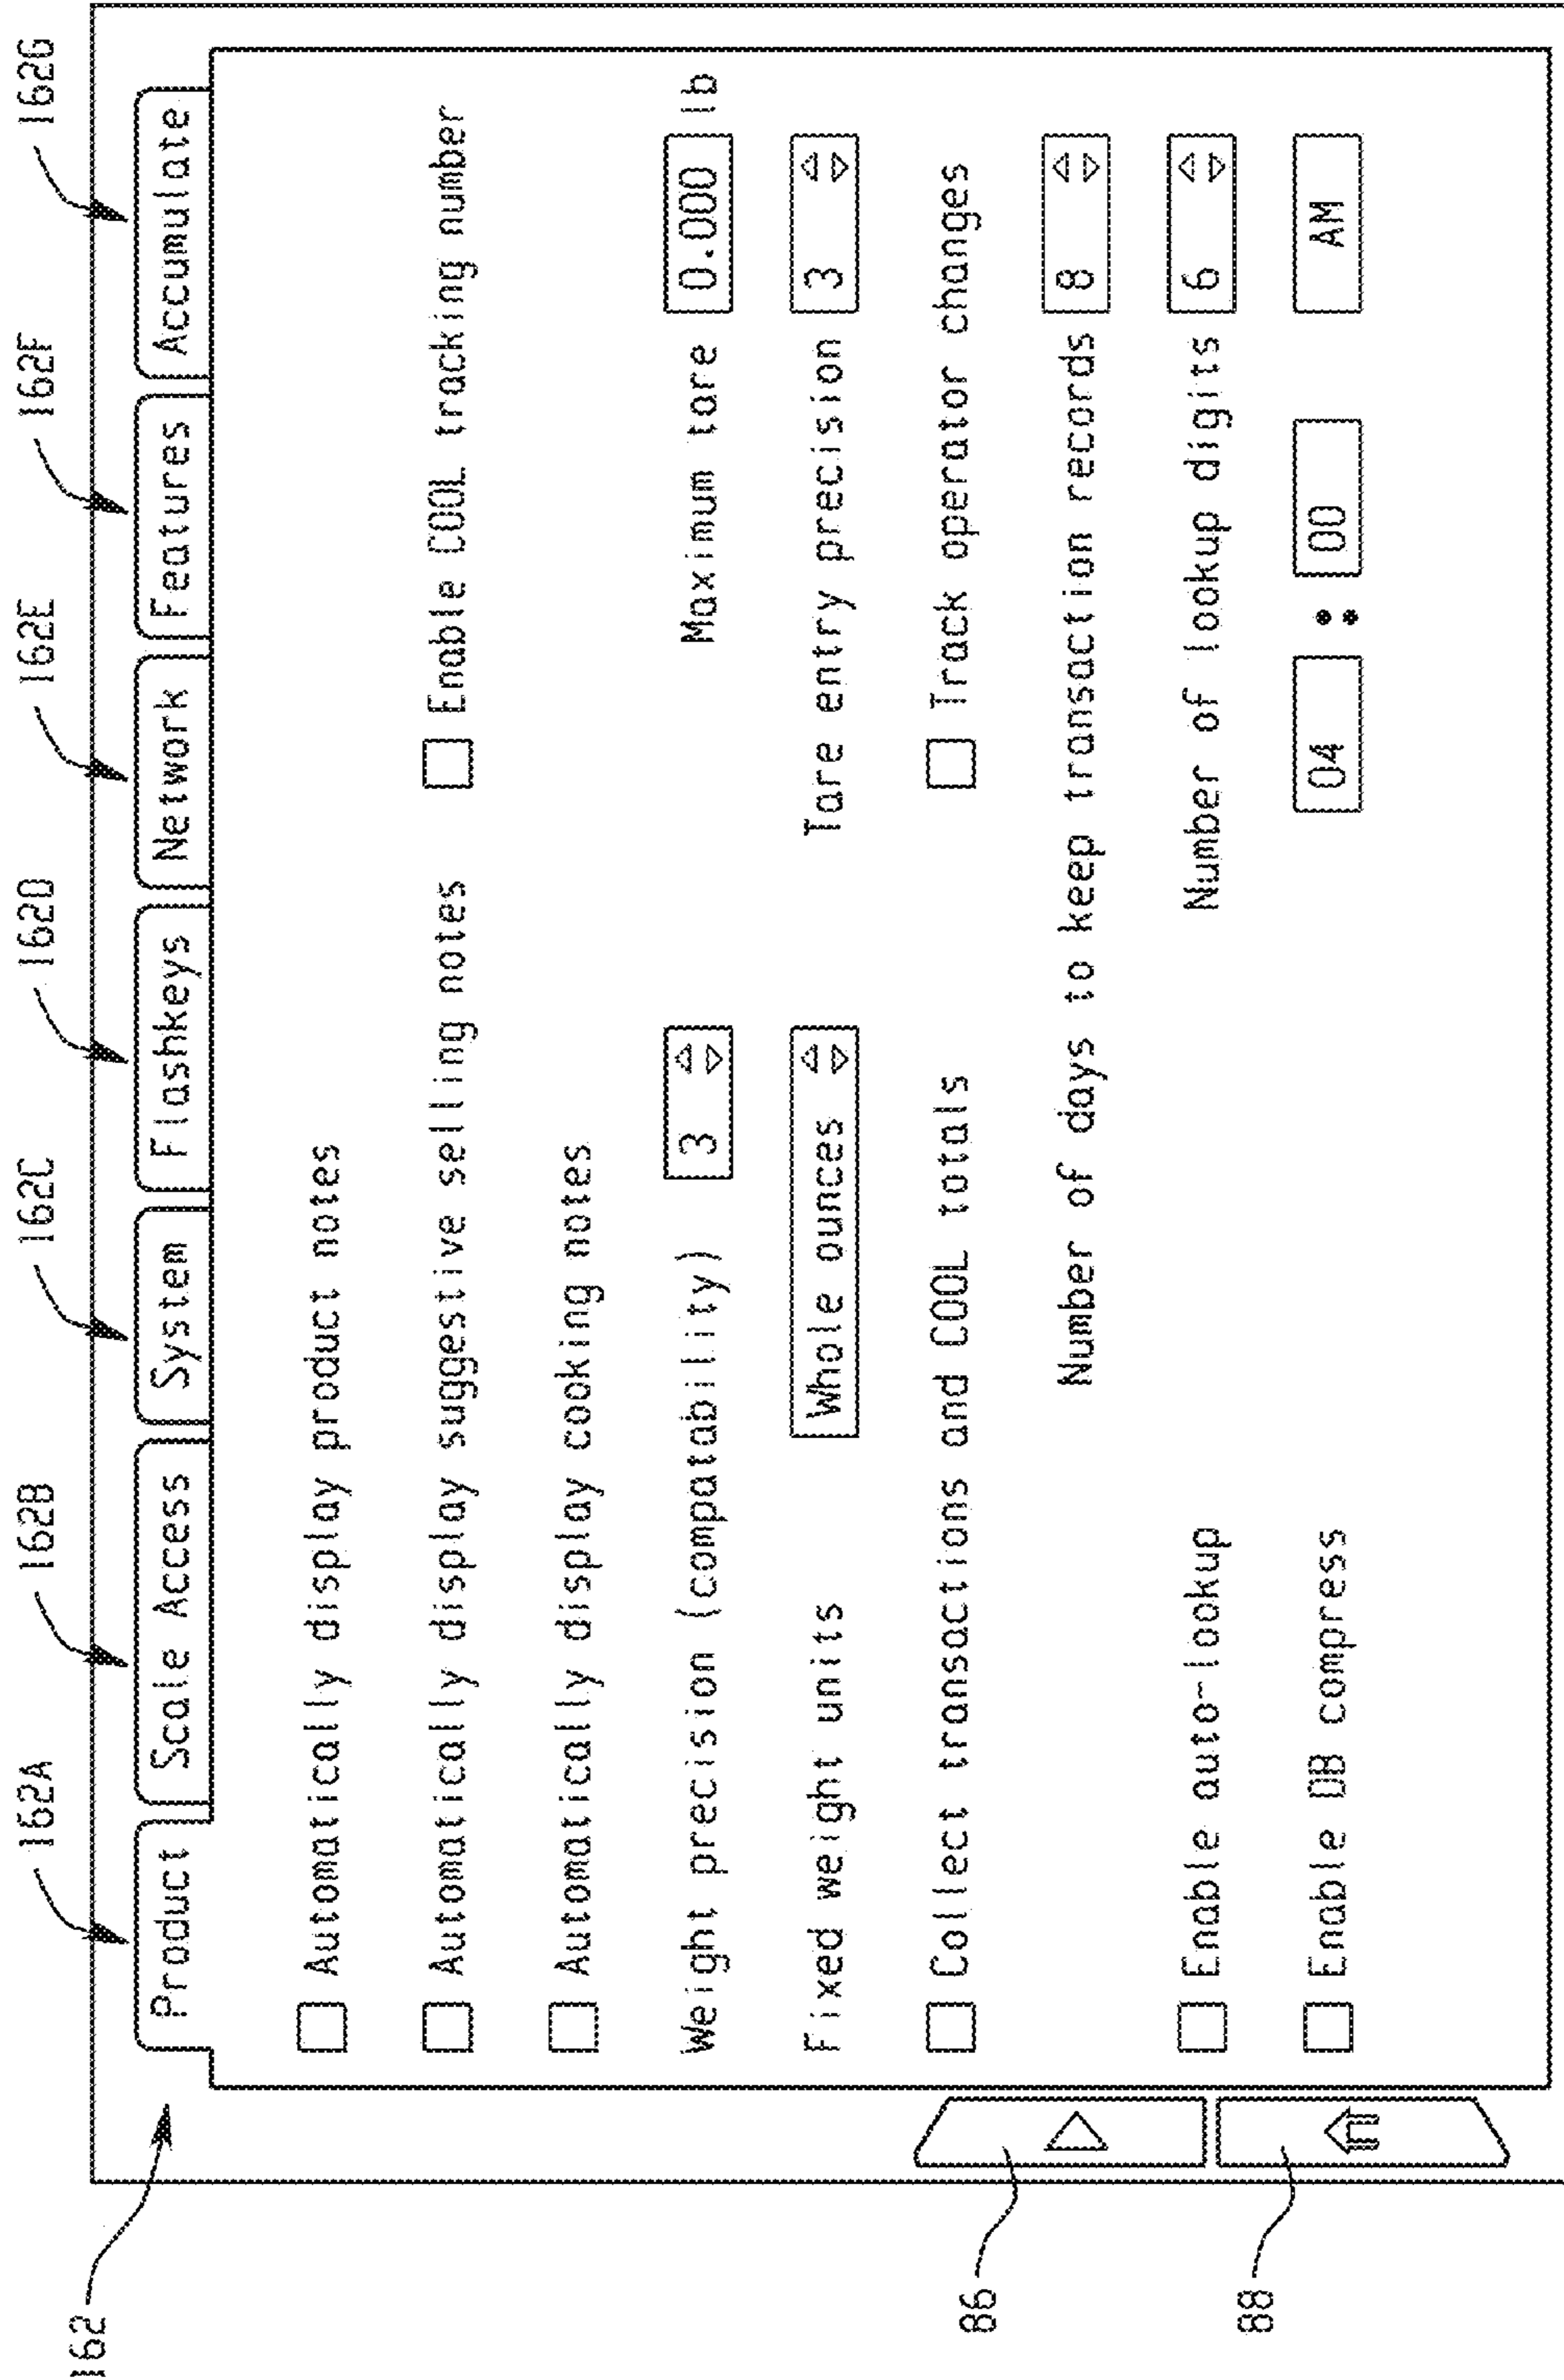 162A 162B 162C 162D 162E 162F 162G
162
Product Scale Access System Flashkeys Network Features Accumulate
Automatically display product notes
Automatically display suggestive selling notes Enable COOL tracking number
Automatically display cooking notes
Weight precision (compatability) 3 Maximum tare 0.000 lb
Fixed weight units Whole ounces Tare entry precision 3
Collect transactions and COOL totals Track operator changes
86
Number of days to keep transaction records 8
Enable auto-lookup Number of lookup digits 6
88
Enable DB compress 04 : 00 AM